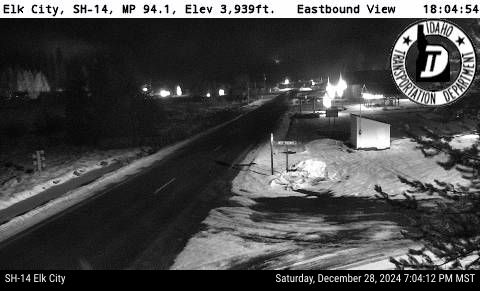 Elk City, SH-14, MP 94.1, Elev 3,939ft. Eastbound View 18:04:54
IDAHO
TRANSPORTATION DEPARTMENT
SH-14 Elk City Saturday, December 28, 2024 7:04:12 PM MST